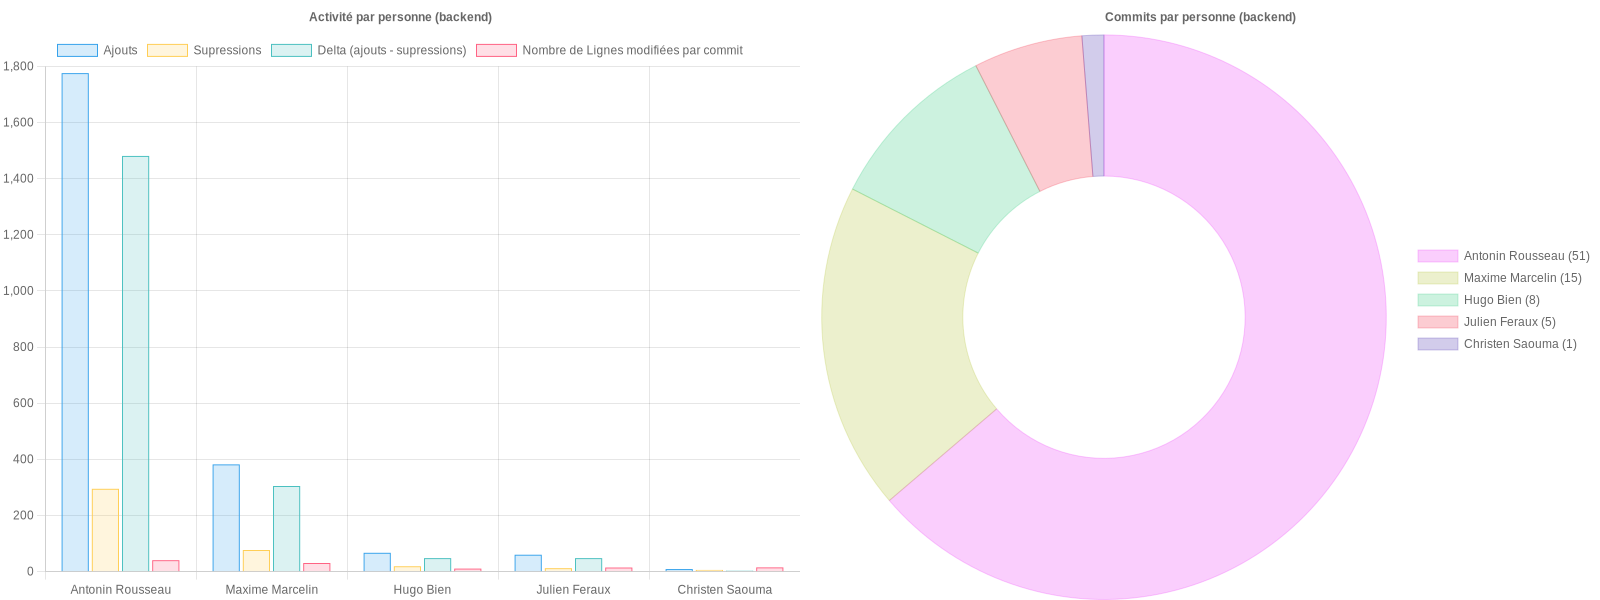 Activité par personne (backend)
Ajouts
Supressions
Delta (ajouts - supressions)
Nombre de Lignes modifiées par commit
1,800
1,600
1,400
1,200
1,000
800
600
400
200
0
Antonin Rousseau
Maxime Marcelin
Hugo Bien
Julien Feraux
Christen Saouma
Commits par personne (backend)
Antonin Rousseau (51)
Maxime Marcelin (15)
Hugo Bien (8)
Julien Feraux (5)
Christen Saouma (1)